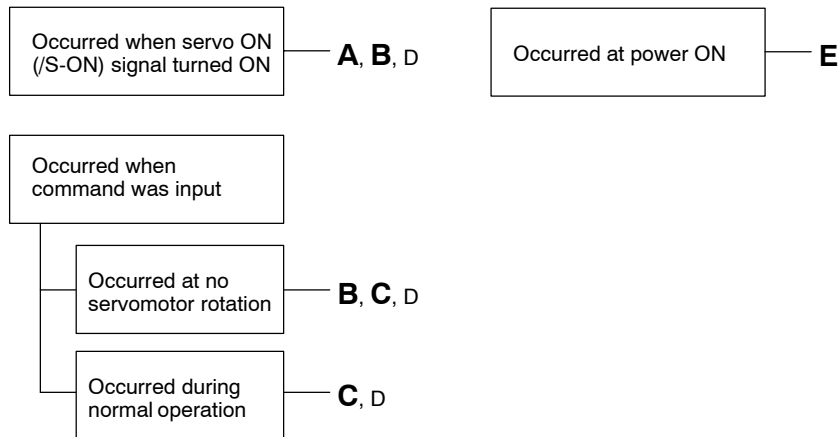 Occurred when servo ON
(/S-ON) signal turned ON
A, B, D
Occurred at power ON
E
Occurred when
command was input
Occurred at no
servomotor rotation
B, C, D
Occurred during
normal operation
C, D